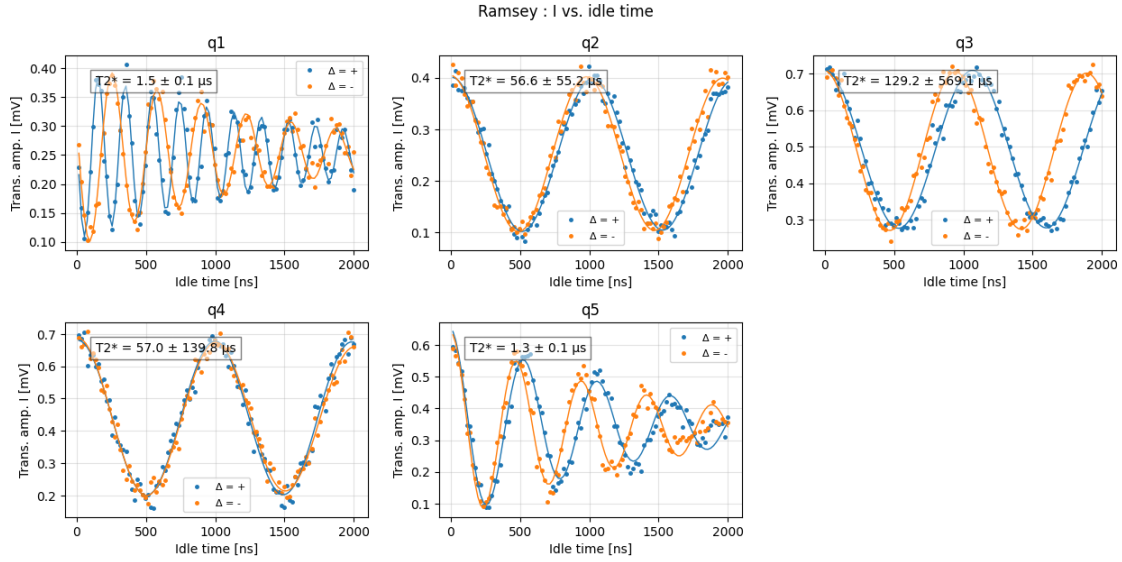 Ramsey : I vs. idle time
q1
T2* = 1.5 ± 0.1 μs
Δ = +
Δ = -
0.40
0.35
0.30
0.25
0.20
0.15
0.10
Trans. amp. I [mV]
0
500
1000
1500
2000
Idle time [ns]
q2
T2* = 56.6 ± 55.2 μs
Δ = +
Δ = -
0.4
0.3
0.2
0.1
Trans. amp. I [mV]
0
500
1000
1500
2000
Idle time [ns]
q3
T2* = 129.2 ± 569.1 μs
Δ = +
Δ = -
0.7
0.6
0.5
0.4
0.3
Trans. amp. I [mV]
0
500
1000
1500
2000
Idle time [ns]
q4
T2* = 57.0 ± 139.8 μs
Δ = +
Δ = -
0.7
0.6
0.5
0.4
0.3
0.2
Trans. amp. I [mV]
0
500
1000
1500
2000
Idle time [ns]
q5
T2* = 1.3 ± 0.1 μs
Δ = +
Δ = -
0.6
0.5
0.4
0.3
0.2
0.1
Trans. amp. I [mV]
0
500
1000
1500
2000
Idle time [ns]